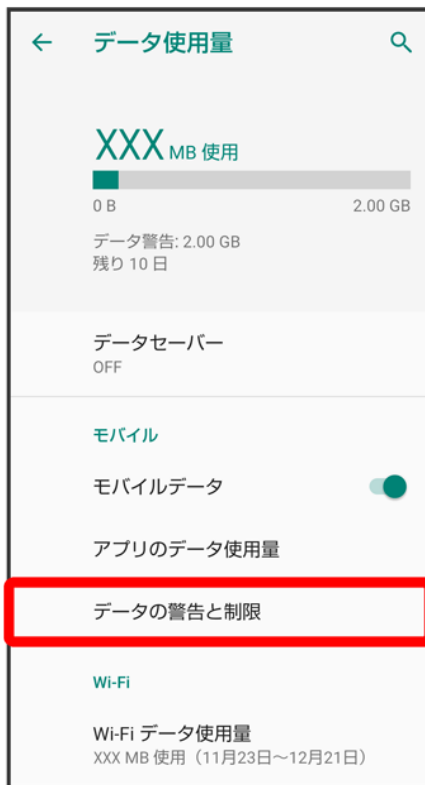 データ使用量
XXX MB 使用
0 B 2.00 GB
データ警告: 2.00 GB
残り 10 日
データセーバー
OFF
モバイル
モバイルデータ
アプリのデータ使用量
データの警告と制限
Wi-Fi
Wi-Fi データ使用量
XXX MB 使用（11月23日～12月21日）